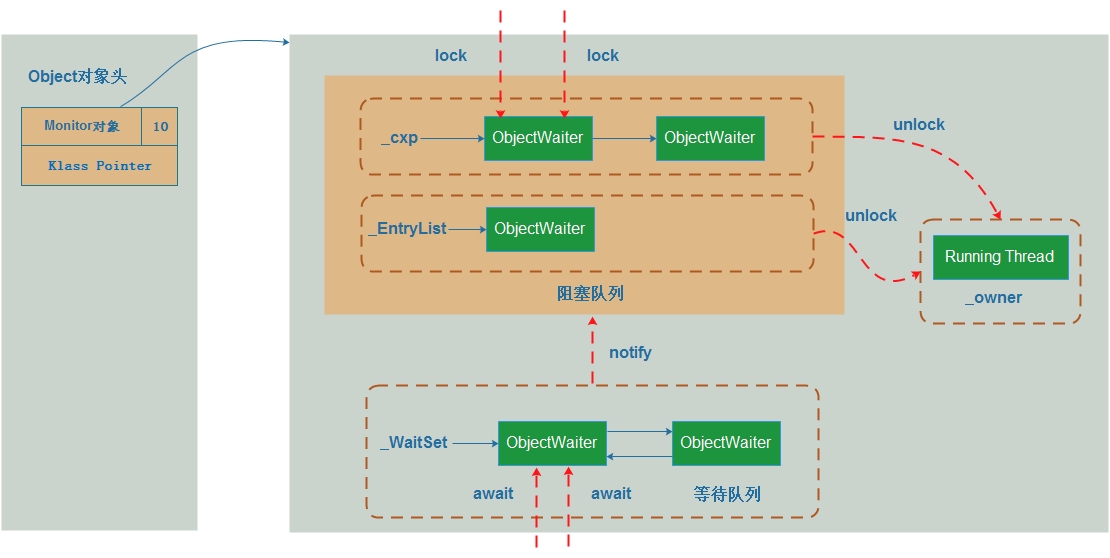 Object对象头
Monitor对象 10
Klass Pointer
lock lock
_cxp ObjectWaiter ObjectWaiter
unlock
_EntryList ObjectWaiter
unlock
阻塞队列
Running Thread
_owner
notify
_WaitSet ObjectWaiter ObjectWaiter
await await 等待队列